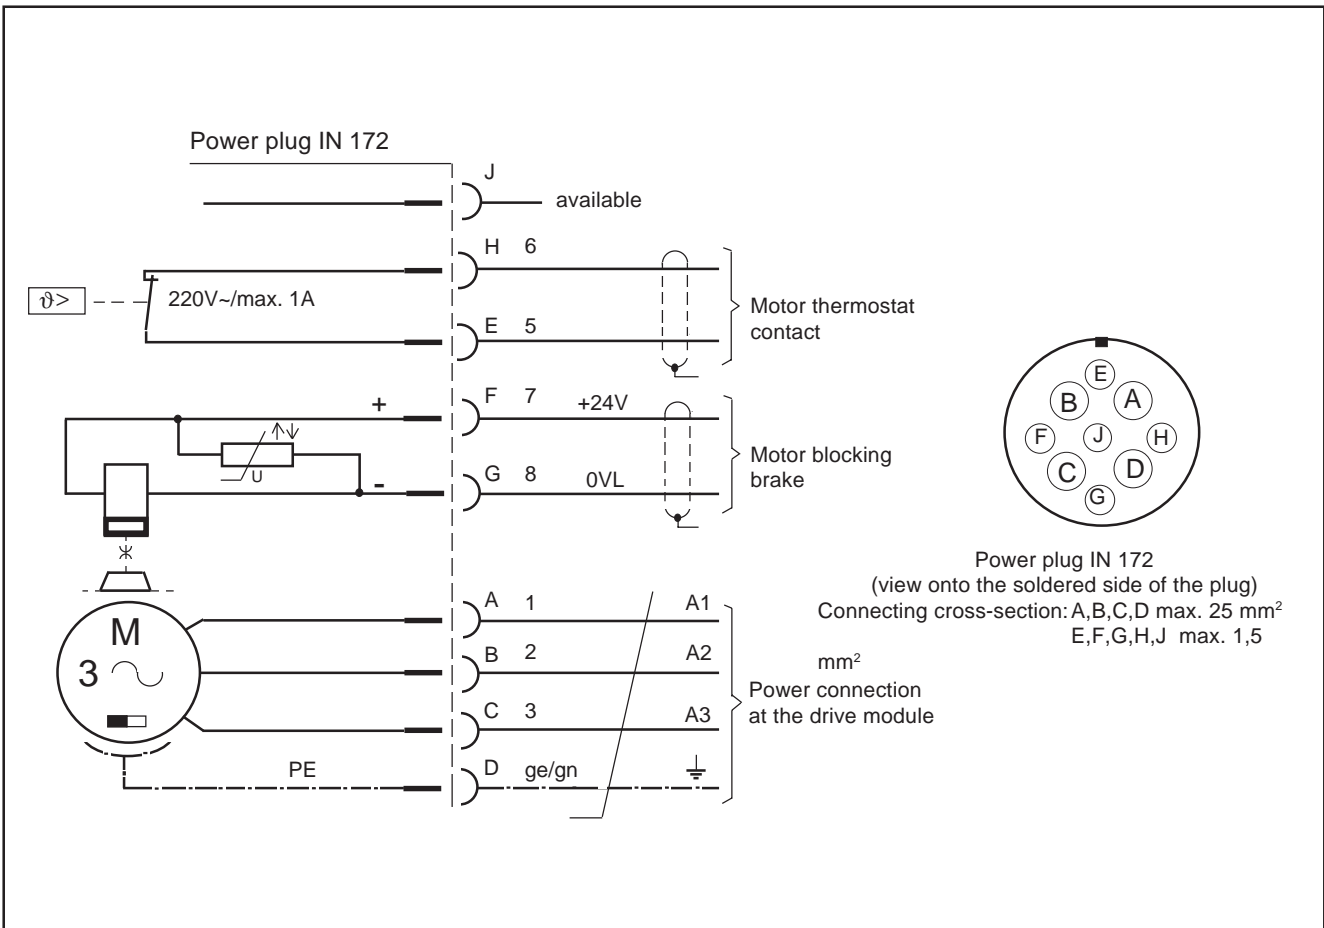 Power plug IN 172
J
available
H 6
ϑ>
220V~/max. 1A
Motor thermostat
contact
E 5
F 7 +24V
+
U
Motor blocking
brake
-
G 8 0VL
E
B A
F J H
C D
G
Power plug IN 172
(view onto the soldered side of the plug)
Connecting cross-section: A,B,C,D max. 25 mm²
E,F,G,H,J max. 1,5
mm²
A 1 A1
M
3
B 2 A2
Power connection
at the drive module
C 3 A3
PE
D ge/gn